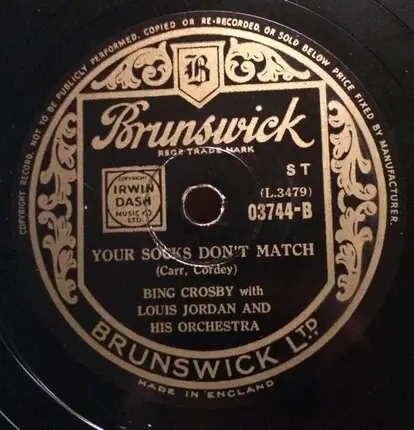 COPYRIGHT RECORD. NOT TO BE PUBLICLY PERFORMED, COPIED OR RE-RECORDED, OR SOLD BELOW PRICE FIXED BY MANUFACTURER.
B
Brunswick
REGD TRADE MARK
COPYRIGHT
IRWIN
DASH
MUSIC CO
LTD
S T
(L.3479)
03744-B
YOUR SOCKS DON'T MATCH
(Carr, Cordey)
BING CROSBY with
LOUIS JORDAN AND
HIS ORCHESTRA
BRUNSWICK LTD.
MADE IN ENGLAND